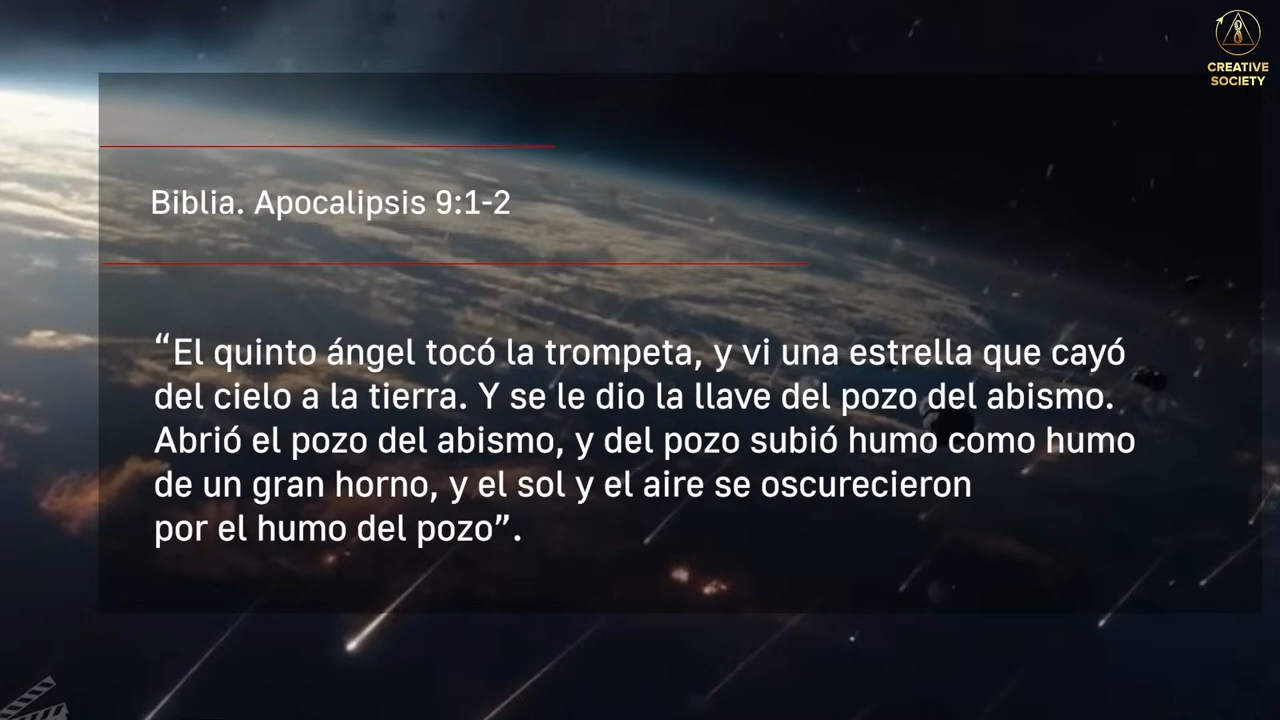 CREATIVE
SOCIETY
Biblia. Apocalipsis 9:1-2
“El quinto ángel tocó la trompeta, y vi una estrella que cayó
del cielo a la tierra. Y se le dio la llave del pozo del abismo.
Abrió el pozo del abismo, y del pozo subió humo como humo
de un gran horno, y el sol y el aire se oscurecieron
por el humo del pozo”.